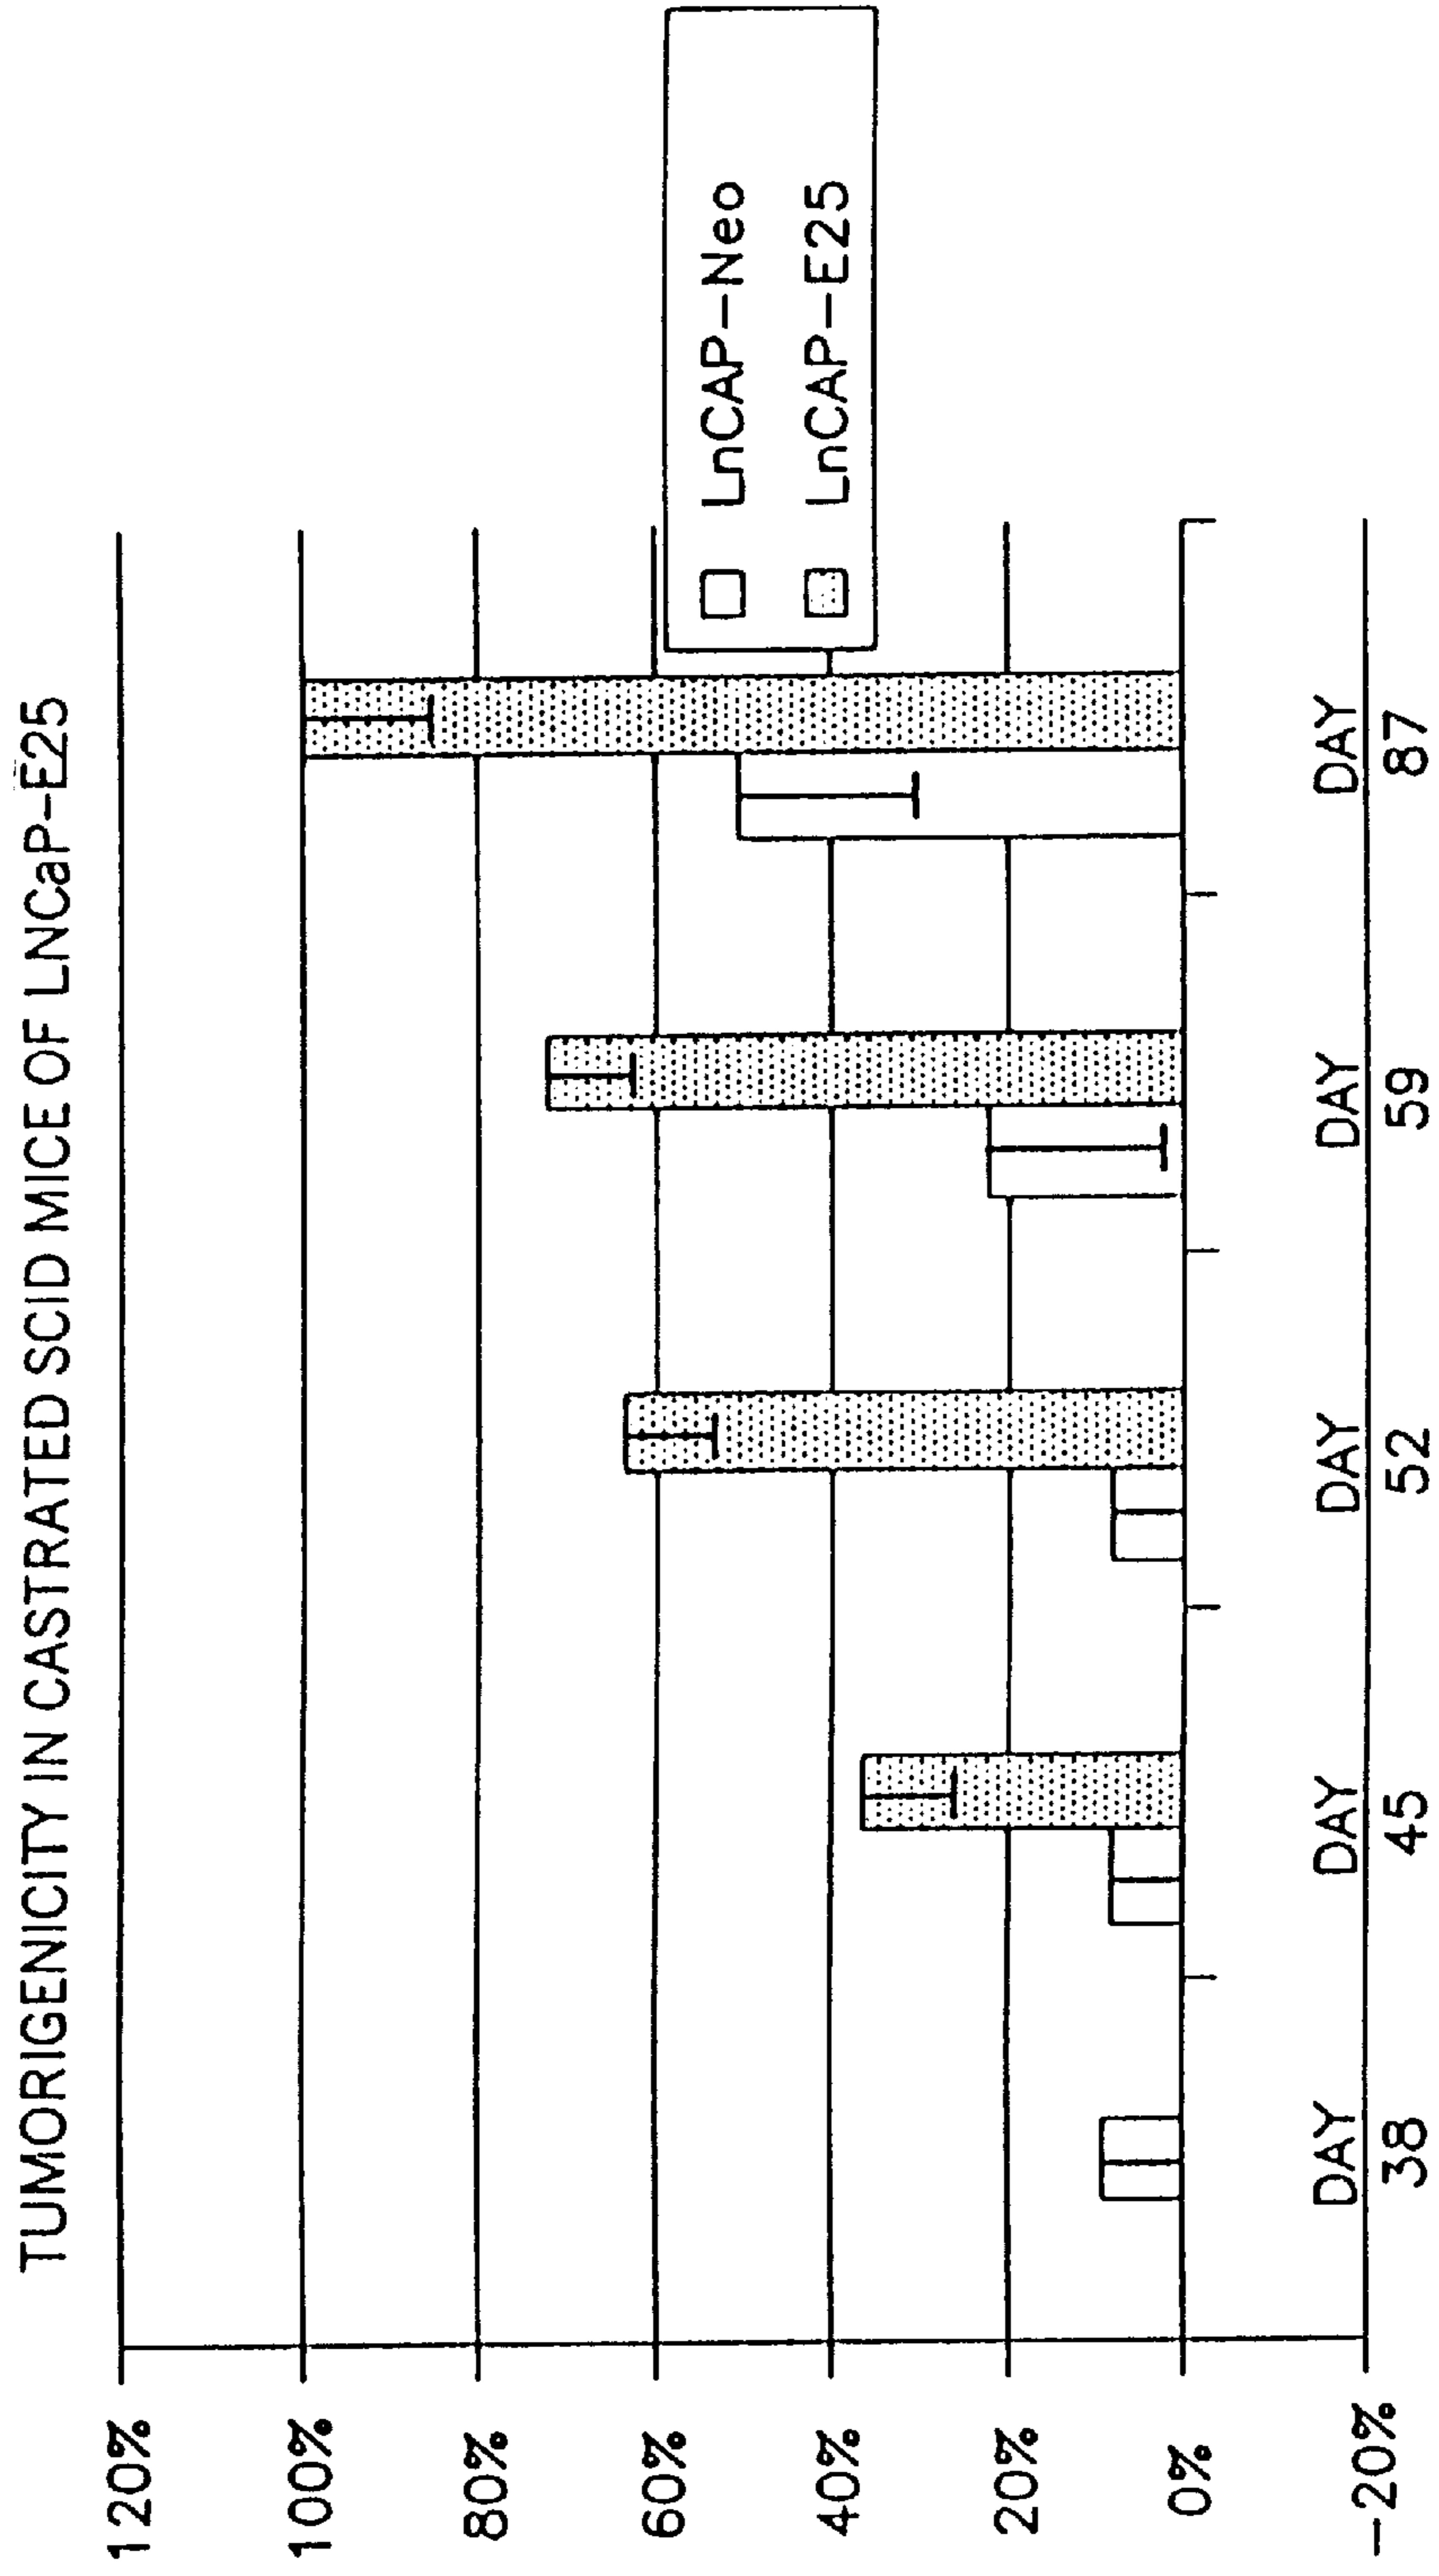 TUMORIGENICITY IN CASTRATED SCID MICE OF LNCaP-E25
120%
100%
80%
60%
40%
20%
0%
-20%
DAY
38
DAY
45
DAY
52
DAY
59
DAY
87
LnCAP-Neo
LnCAP-E25